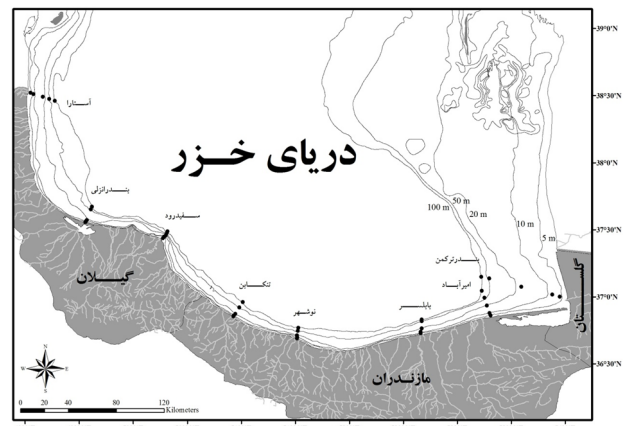 39°0'N
38°30'N
38°0'N
37°30'N
37°0'N
36°30'N
آستارا
دریای خزر
بندرانزلی
سفیدرود
100 m
50 m
20 m
10 m
5 m
گیلان
تنکابن
نوشهر
بابلسر
بندرترکمن
امیرآباد
گلستان
مازندران
N
W
E
S
0 20 40 80 120
Kilometers